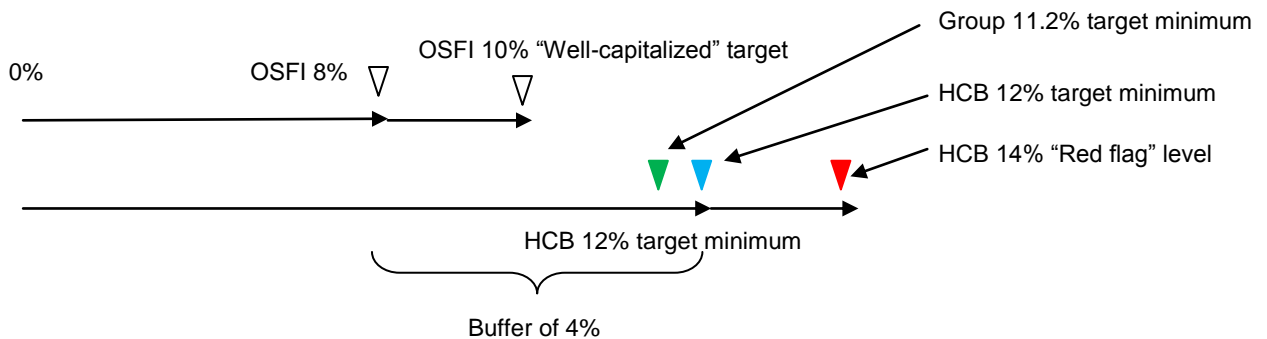 Group 11.2% target minimum
OSFI 10% “Well-capitalized” target
0%
OSFI 8%
HCB 12% target minimum
HCB 14% “Red flag” level
HCB 12% target minimum
Buffer of 4%